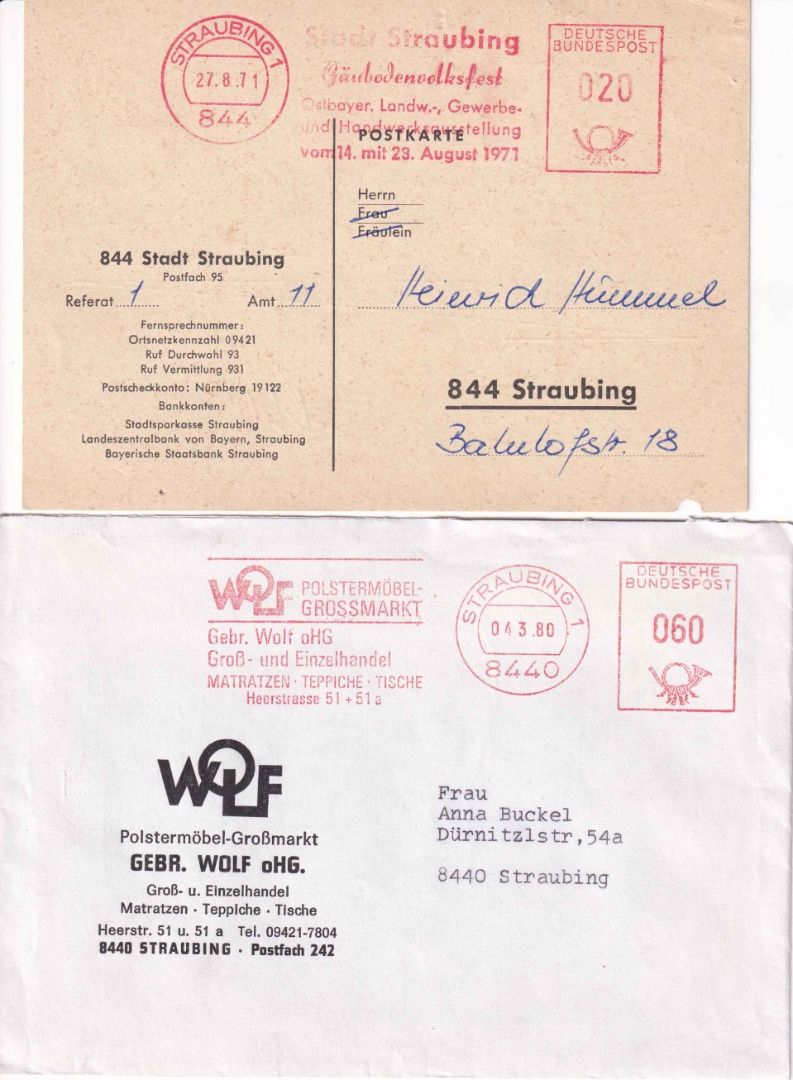 STRAUBING 1
27.8.71
844
Stadt Straubing
Gäubodenvolksfest
Ostbayer. Landw.-, Gewerbe-
und Handwerksausstellung
vom 14. mit 23. August 1971
DEUTSCHE
BUNDESPOST
020
POSTKARTE
Herrn
Frau
Fräulein
844 Stadt Straubing
Postfach 95
Referat 1 Amt 11
Fernsprechnummer:
Ortsnetzkennzahl 09421
Ruf Durchwahl 93
Ruf Vermittlung 931
Postscheckkonto: Nürnberg 19122
Bankkonten:
Stadtsparkasse Straubing
Landeszentralbank von Bayern, Straubing
Bayerische Staatsbank Straubing
Heinrich Hümmel
844 Straubing
Bahnhofstr. 18
WOLF POLSTERMÖBEL-
GROSSMARKT
Gebr. Wolf oHG
Groß- und Einzelhandel
MATRATZEN · TEPPICHE · TISCHE
Heerstrasse 51 + 51a
STRAUBING 1
04.3.80
8440
DEUTSCHE
BUNDESPOST
060
WOLF
Polstermöbel-Großmarkt
GEBR. WOLF oHG.
Groß- u. Einzelhandel
Matratzen · Teppiche · Tische
Heerstr. 51 u. 51 a Tel. 09421-7804
8440 STRAUBING · Postfach 242
Frau
Anna Buckel
Dürnitzlstr,54a
8440 Straubing